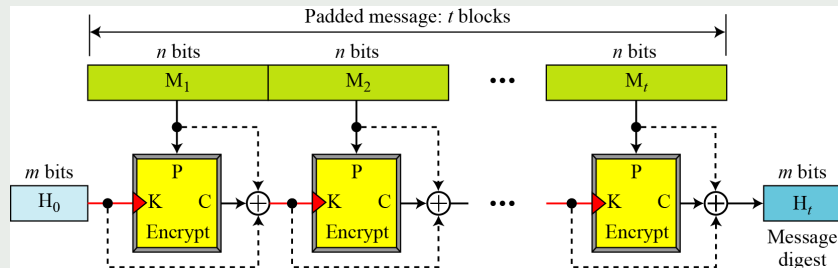 Padded message: t blocks
n bits n bits n bits
M1 M2 ... Mt
m bits P P P m bits
H0 K C K C ... K C Ht
Encrypt Encrypt Encrypt Message
digest